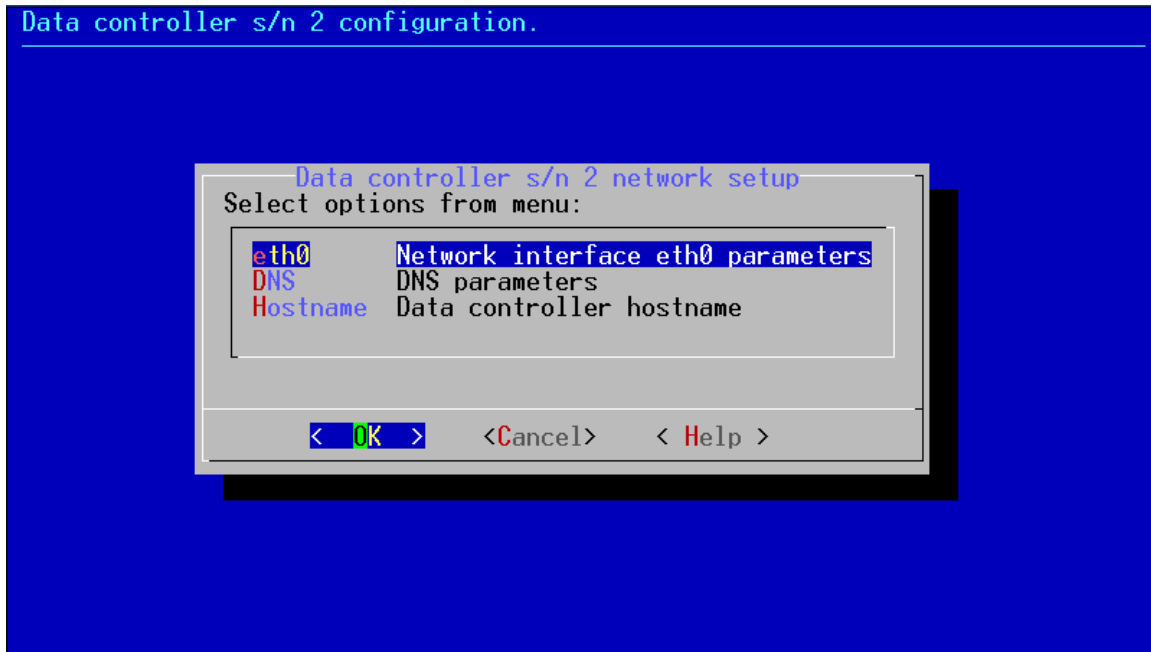 Data controller s/n 2 configuration.
Data controller s/n 2 network setup
Select options from menu:
eth0 Network interface eth0 parameters
DNS DNS parameters
Hostname Data controller hostname
< OK > <Cancel> < Help >